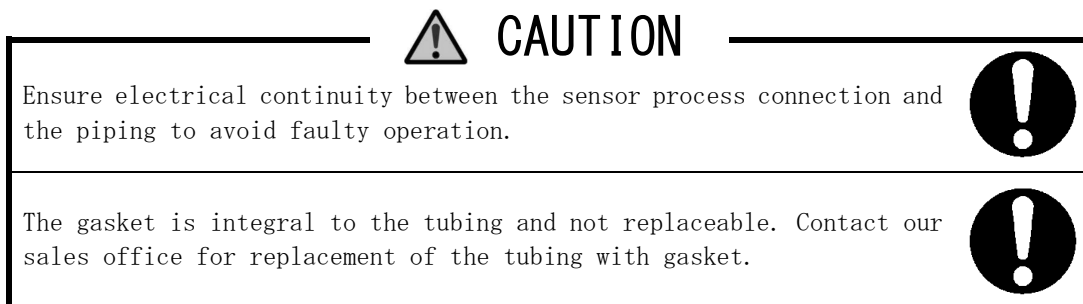 CAUTION
Ensure electrical continuity between the sensor process connection and
the piping to avoid faulty operation.
The gasket is integral to the tubing and not replaceable. Contact our
sales office for replacement of the tubing with gasket.